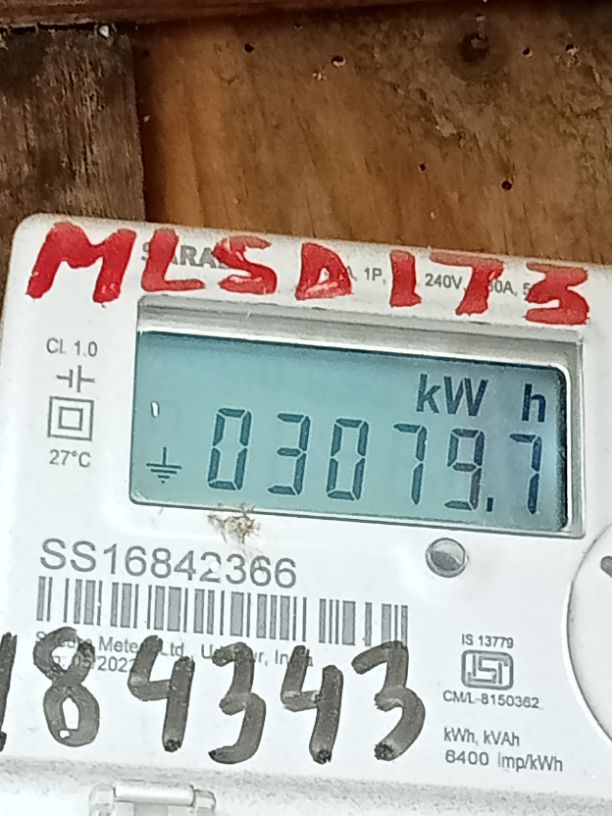 MLSD173
1P, 240V,
Cl. 1.0
27°C
kW h
03079.7
SS16842366
IS 13779
CM/L-8150362
184343
kWh, kVAh
6400 imp/kWh